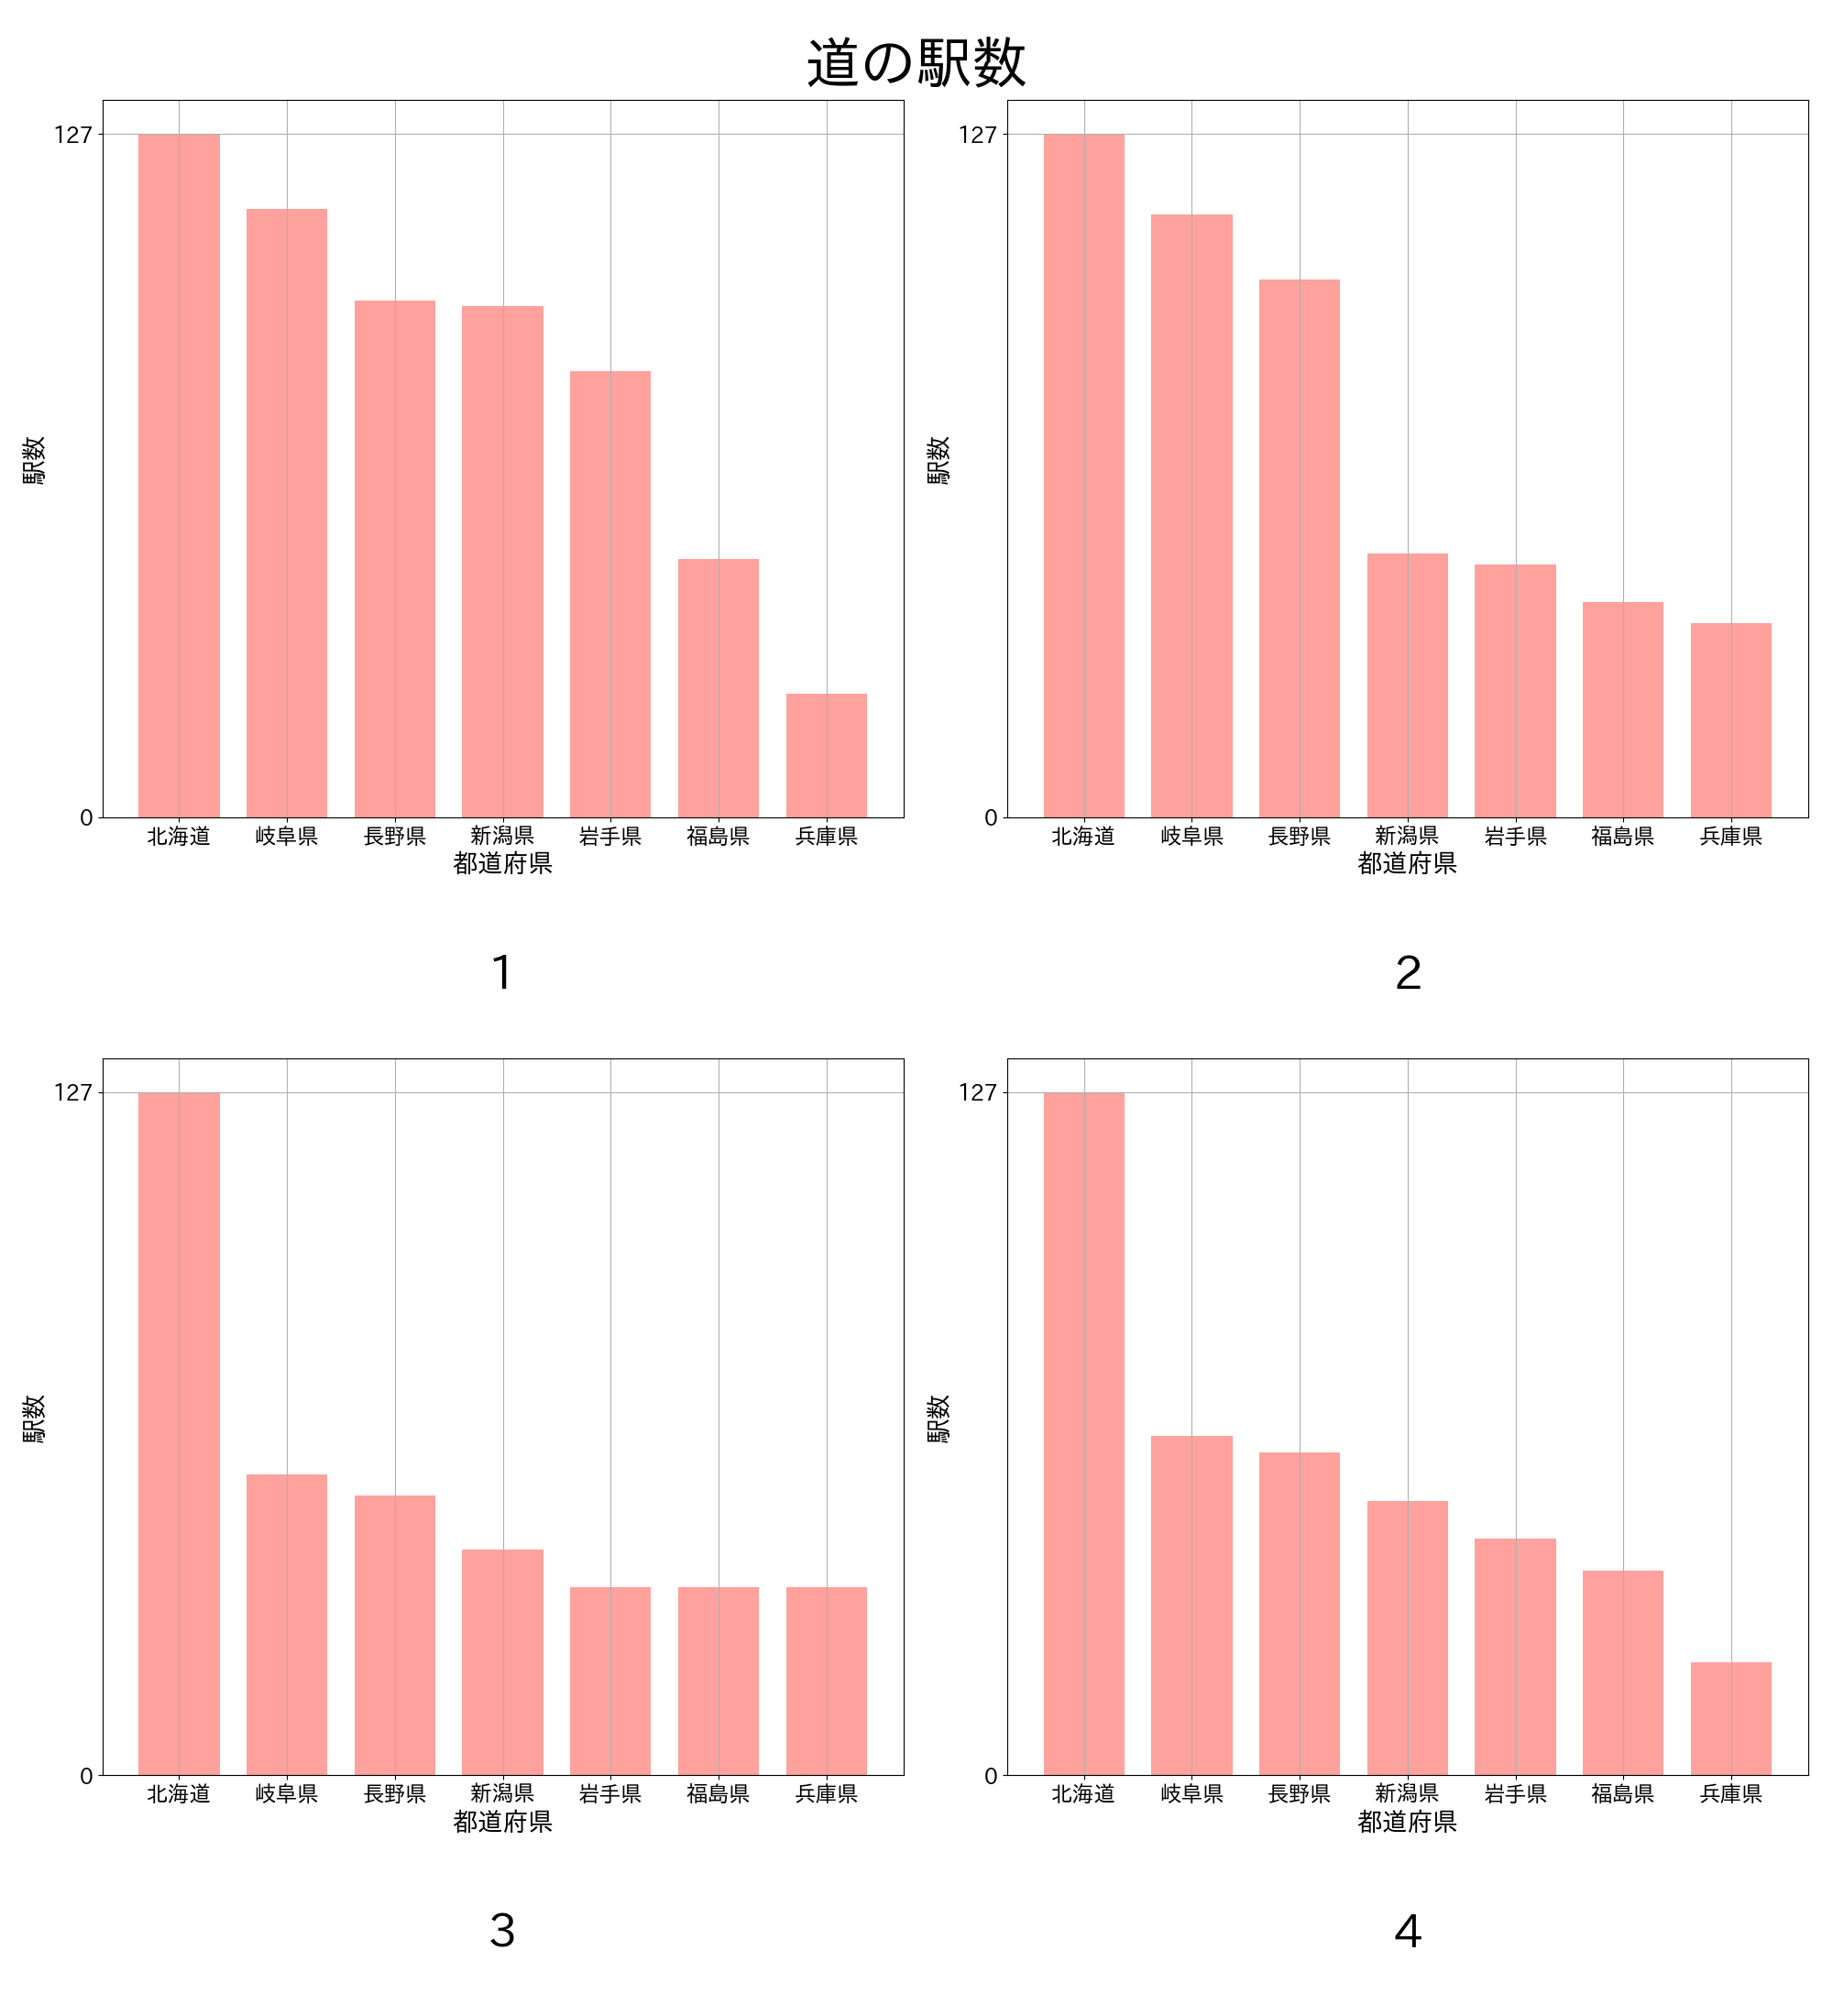 道の駅数
127
駅数
0
北海道 岐阜県 長野県 新潟県 岩手県 福島県 兵庫県
都道府県
1
127
駅数
0
北海道 岐阜県 長野県 新潟県 岩手県 福島県 兵庫県
都道府県
2
127
駅数
0
北海道 岐阜県 長野県 新潟県 岩手県 福島県 兵庫県
都道府県
3
127
駅数
0
北海道 岐阜県 長野県 新潟県 岩手県 福島県 兵庫県
都道府県
4